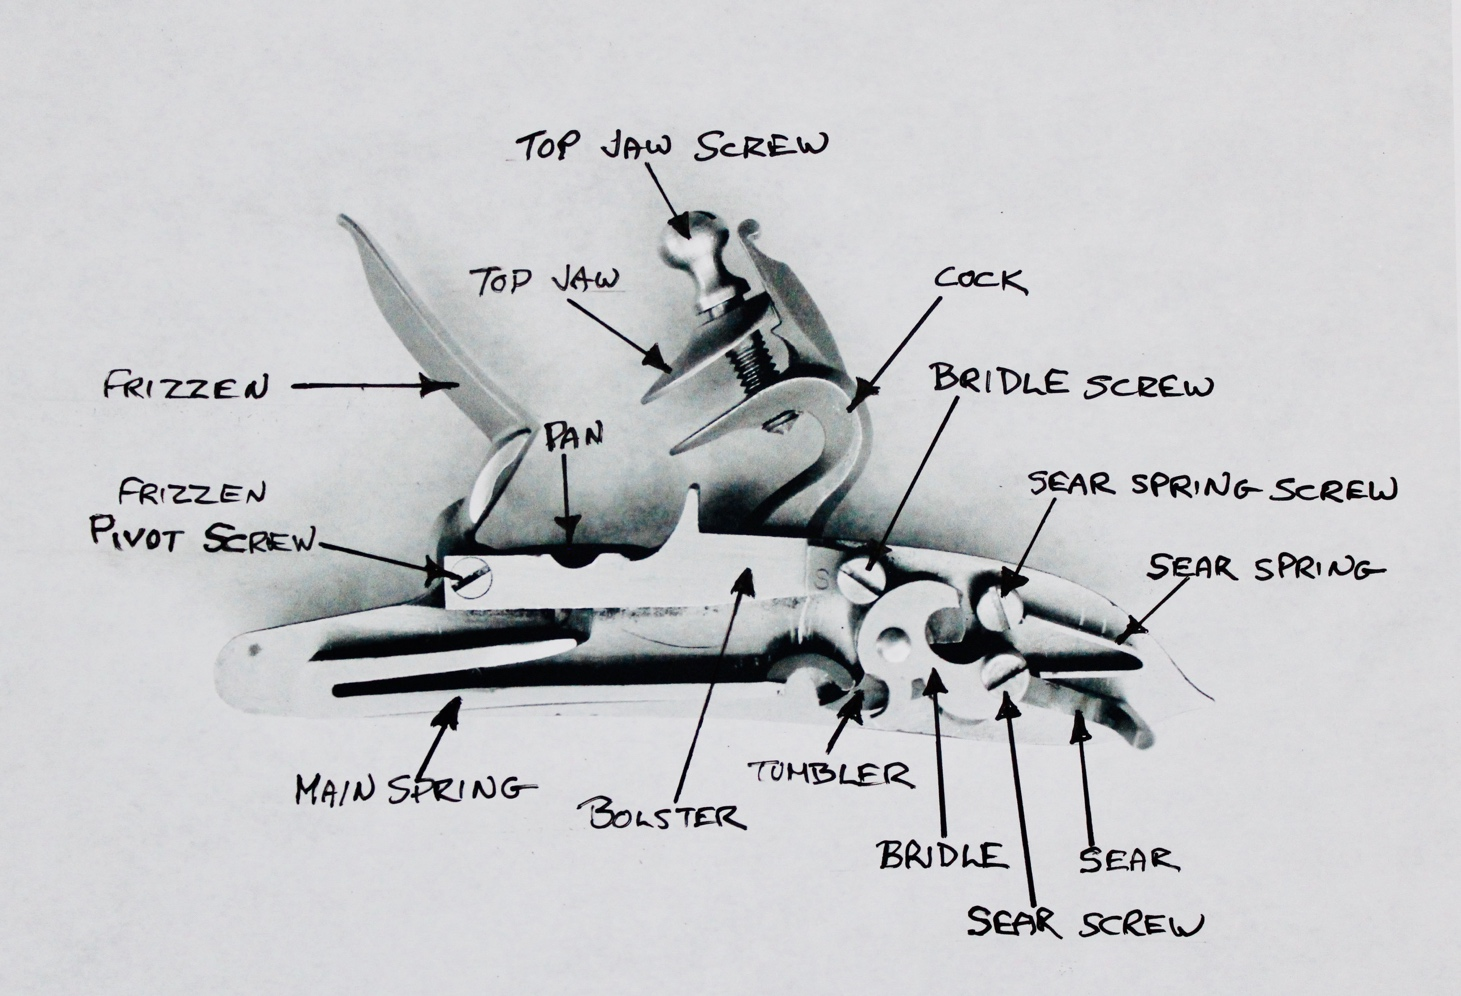 TOP JAW SCREW
TOP JAW
COCK
FRIZZEN
BRIDLE SCREW
PAN
FRIZZEN
PIVOT SCREW
SEAR SPRING SCREW
SEAR SPRING
S
MAIN SPRING
BOLSTER
TUMBLER
BRIDLE
SEAR
SEAR SCREW